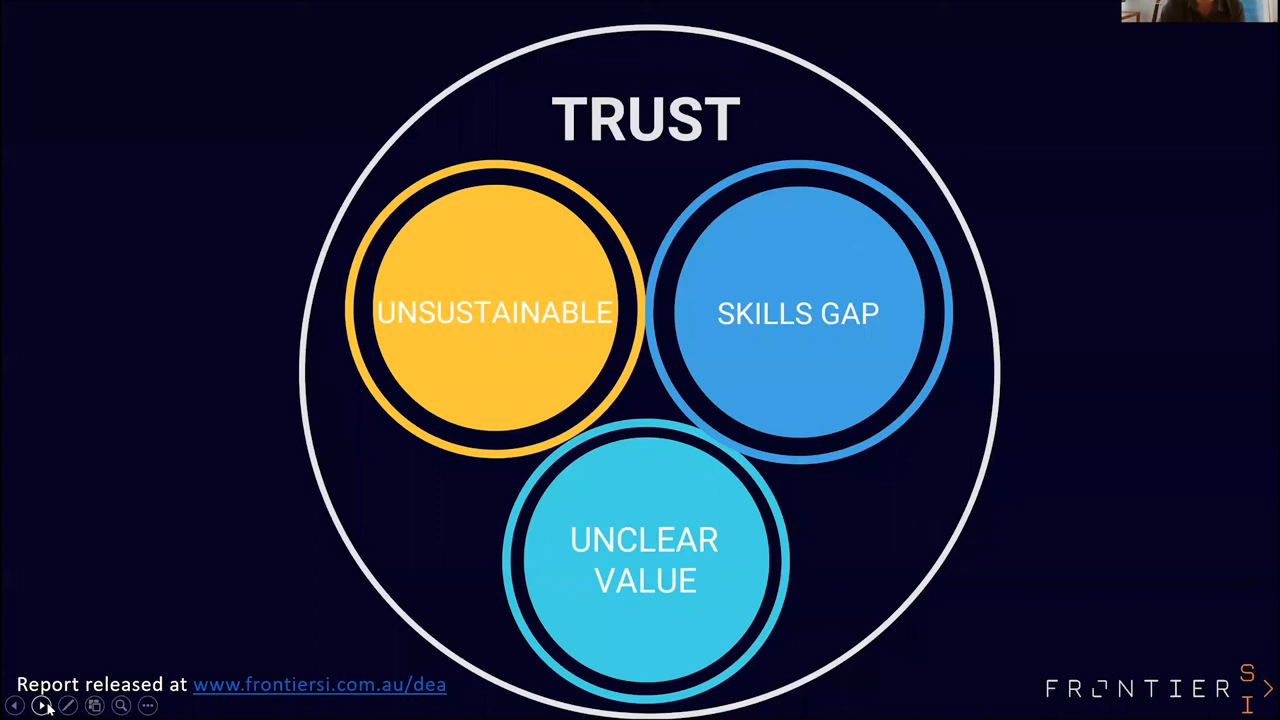 TRUST
UNSUSTAINABLE
SKILLS GAP
UNCLEAR
VALUE
Report released at www.frontiersi.com.au/dea
FRONTIER
SI